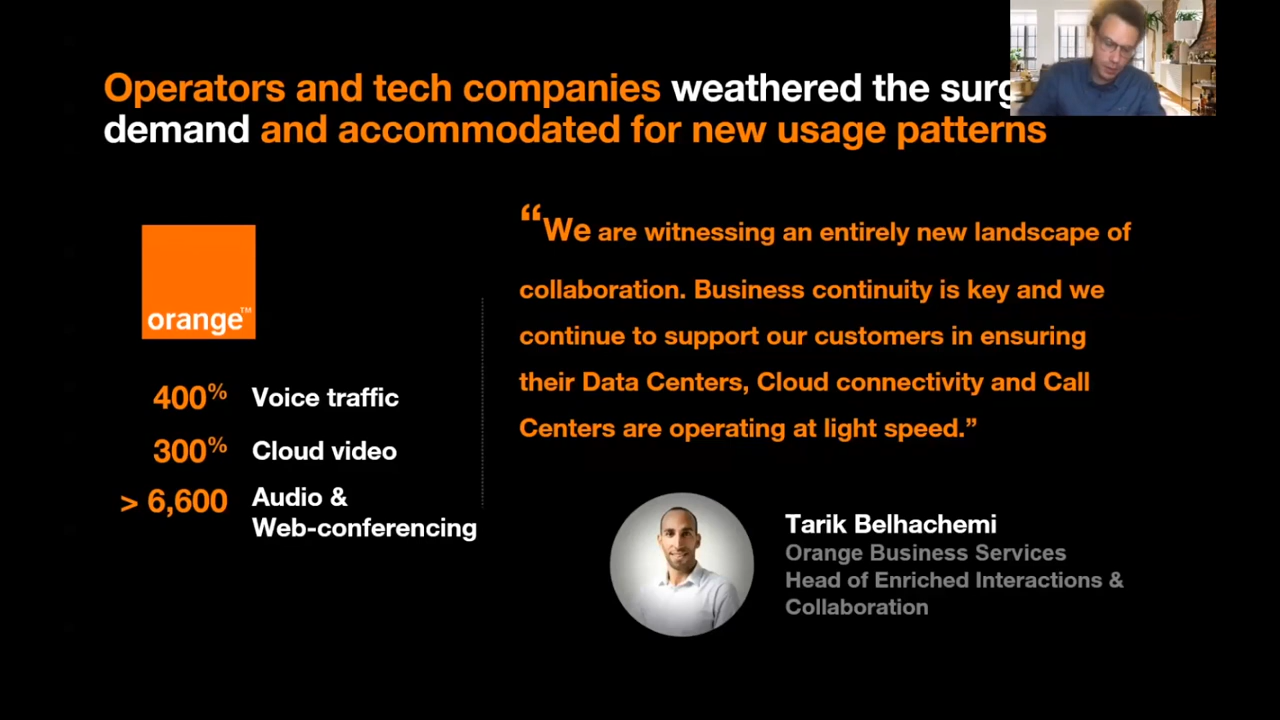 Operators and tech companies weathered the
demand and accommodated for new usage patterns
orange™
400% Voice traffic
300% Cloud video
> 6,600 Audio &
Web-conferencing
“We are witnessing an entirely new landscape of
collaboration. Business continuity is key and we
continue to support our customers in ensuring
their Data Centers, Cloud connectivity and Call
Centers are operating at light speed.”
Tarik Belhachemi
Orange Business Services
Head of Enriched Interactions &
Collaboration